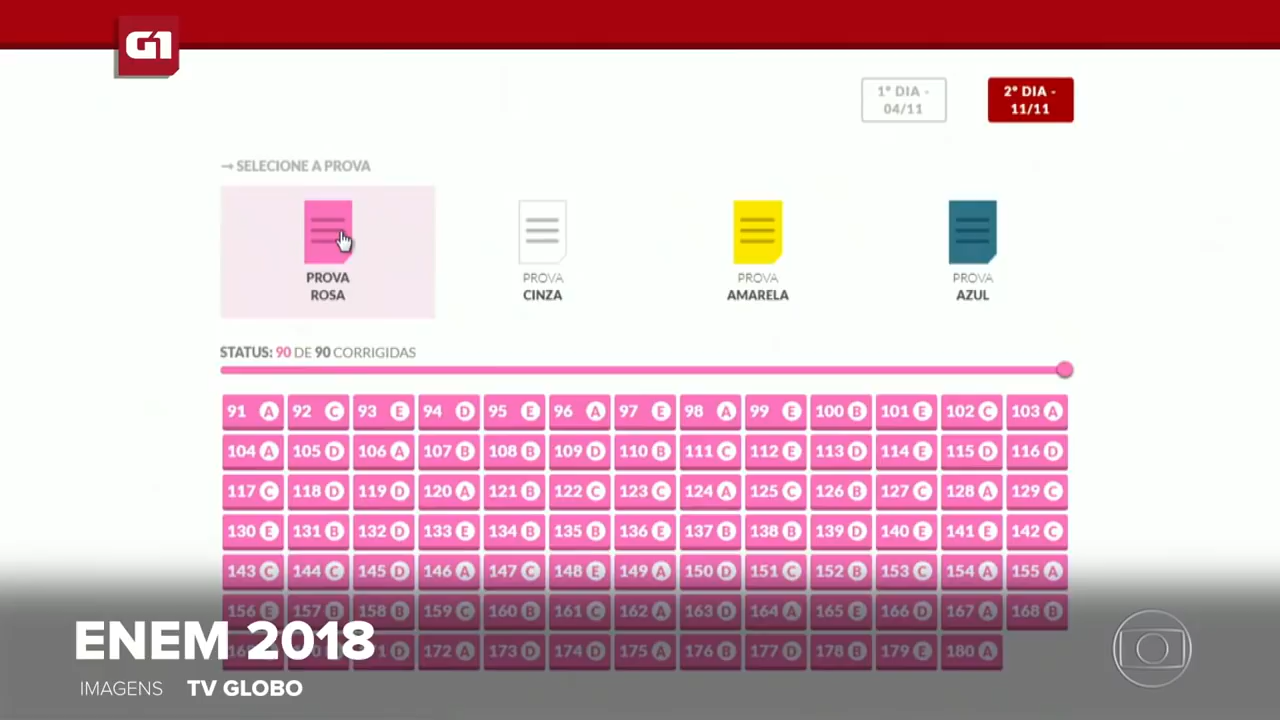 G1
1º DIA - 04/11
2º DIA - 11/11
→ SELECIONE A PROVA
PROVA ROSA
PROVA CINZA
PROVA AMARELA
PROVA AZUL
STATUS: 90 DE 90 CORRIGIDAS
91 A 92 C 93 E 94 D 95 E 96 A 97 E 98 A 99 E 100 B 101 E 102 C 103 A
104 A 105 D 106 A 107 B 108 B 109 D 110 B 111 C 112 E 113 D 114 E 115 D 116 D
117 C 118 D 119 D 120 A 121 B 122 C 123 C 124 A 125 C 126 B 127 C 128 A 129 C
130 E 131 B 132 D 133 E 134 B 135 B 136 E 137 B 138 B 139 D 140 E 141 E 142 C
143 C 144 C 145 D 146 A 147 C 148 E 149 A 150 D 151 C 152 B 153 C 154 A 155 A
156 E 157 B 158 B 159 C 160 B 161 C 162 A 163 D 164 A 165 E 166 D 167 A 168 B
D 172 A 173 D 174 D 175 A 176 B 177 D 178 B 179 E 180 A
ENEM 2018
IMAGENS TV GLOBO